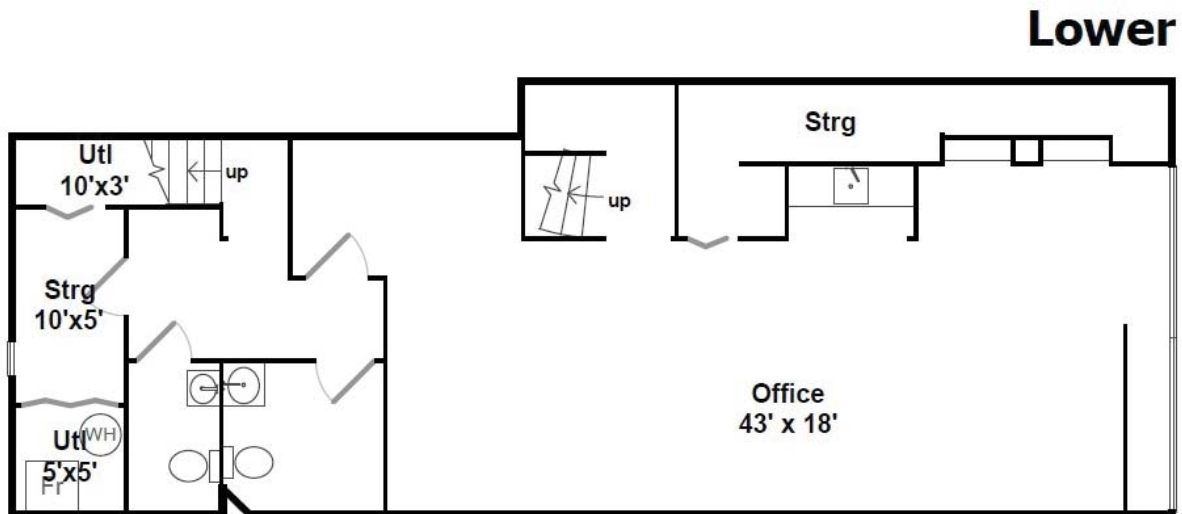 Lower
Strg
Utl
10'x3'
up
up
Strg
10'x5'
Office
43' x 18'
Utl
5'x5'
WH
Fr